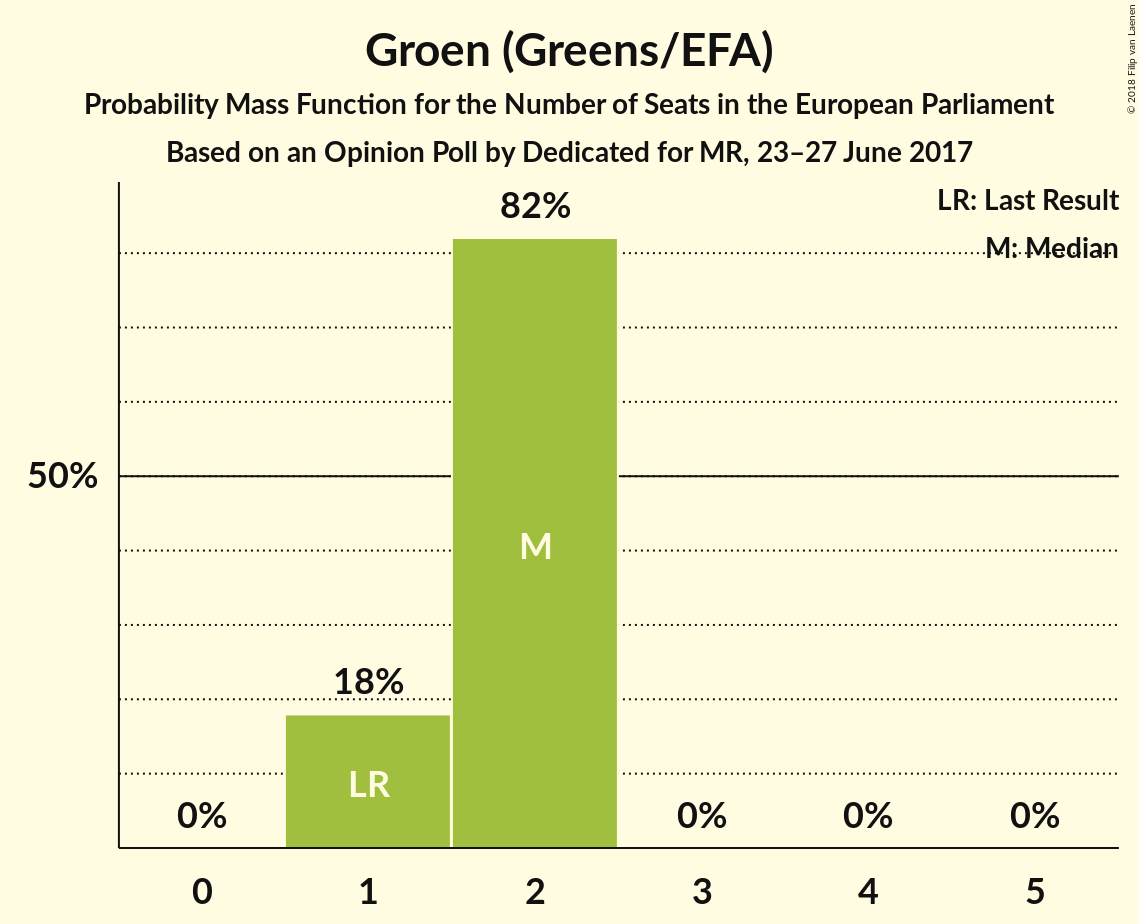 Groen (Greens/EFA)
Probability Mass Function for the Number of Seats in the European Parliament
Based on an Opinion Poll by Dedicated for MR, 23–27 June 2017
© 2018 Filip van Laenen
LR: Last Result
M: Median
82%
50%
M
18%
LR
0%
0%
0%
0%
0 1 2 3 4 5